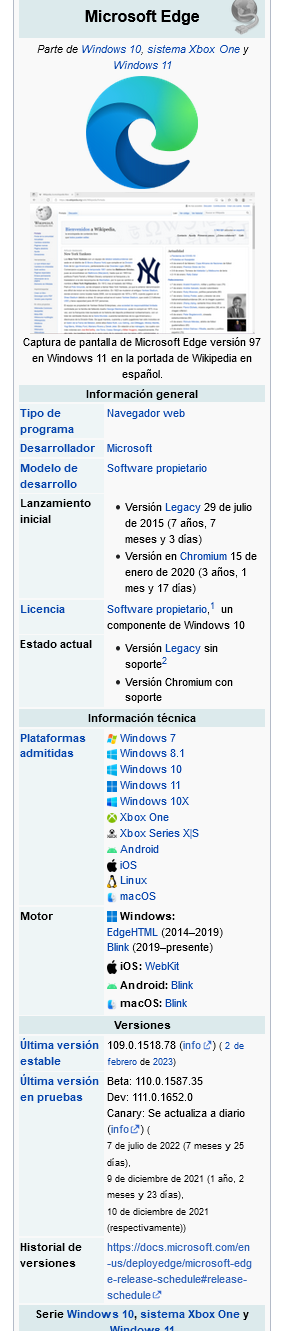 Microsoft Edge
Parte de Windows 10, sistema Xbox One y
Windows 11
Bienvenidos a Wikipedia,
Captura de pantalla de Microsoft Edge versión 97
en Windows 11 en la portada de Wikipedia en
español.
Información general
Tipo de programa
Navegador web
Desarrollador
Microsoft
Modelo de desarrollo
Software propietario
Lanzamiento inicial
• Versión Legacy 29 de julio
de 2015 (7 años, 7
meses y 3 días)
• Versión en Chromium 15 de
enero de 2020 (3 años, 1
mes y 17 días)
Licencia
Software propietario,1 un
componente de Windows 10
Estado actual
• Versión Legacy sin
soporte2
• Versión Chromium con
soporte
Información técnica
Plataformas admitidas
Windows 7
Windows 8.1
Windows 10
Windows 11
Windows 10X
Xbox One
Xbox Series X|S
Android
iOS
Linux
macOS
Motor
Windows:
EdgeHTML (2014–2019)
Blink (2019–presente)
iOS: WebKit
Android: Blink
macOS: Blink
Versiones
Última versión estable
109.0.1518.78 (info) ( 2 de
febrero de 2023)
Última versión en pruebas
Beta: 110.0.1587.35
Dev: 111.0.1652.0
Canary: Se actualiza a diario
(info) (
7 de julio de 2022 (7 meses y 25
días),
9 de diciembre de 2021 (1 año, 2
meses y 23 días),
10 de diciembre de 2021
(respectivamente))
Historial de versiones
https://docs.microsoft.com/en
-us/deployedge/microsoft-edg
e-release-schedule#release-
schedule
Serie Windows 10, sistema Xbox One y
Windows 11